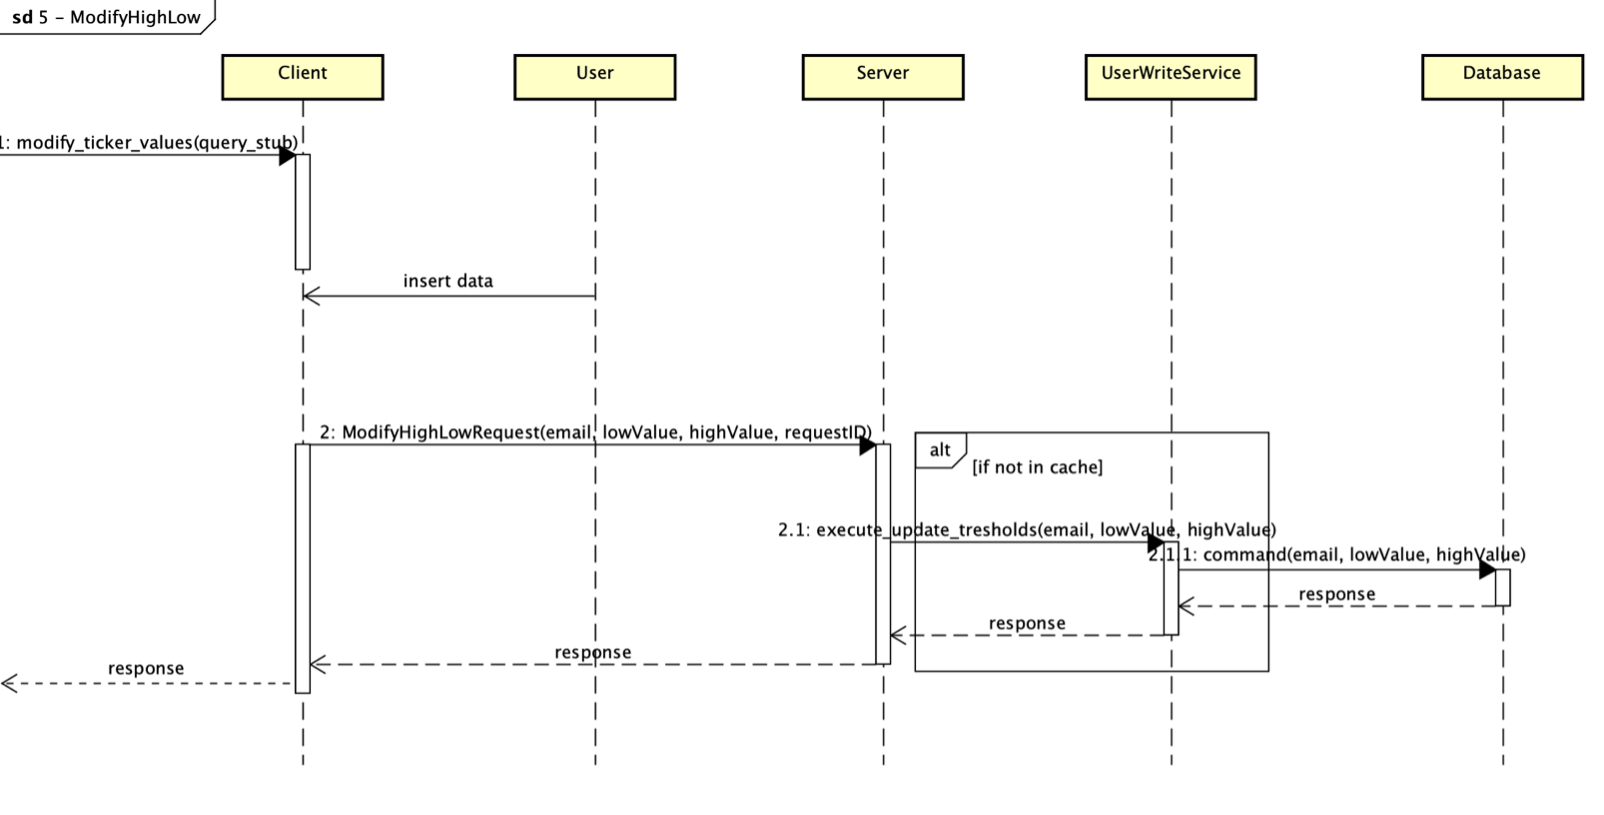 sd 5 – ModifyHighLow
Client
User
Server
UserWriteService
Database
1: modify_ticker_values(query_stub)
insert data
2: ModifyHighLowRequest(email, lowValue, highValue, requestID)
alt
[if not in cache]
2.1: execute_update_tresholds(email, lowValue, highValue)
2.1.1: command(email, lowValue, highValue)
response
response
response
response